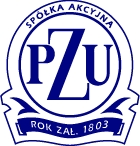 SPÓŁKA AKCYJNA
PZU
ROK ZAŁ. 1803